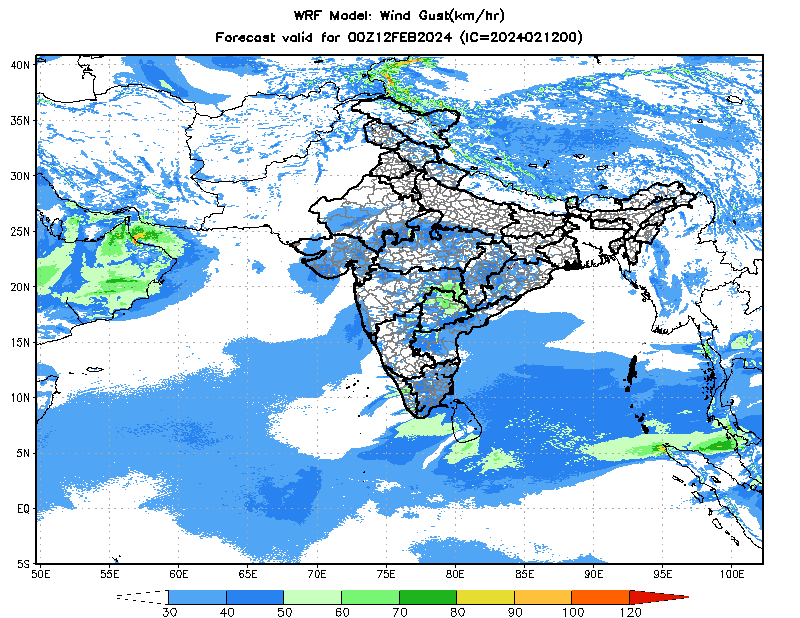 WRF Model: Wind Gust(km/hr)
Forecast valid for 00Z12FEB2024 (IC=2024021200)
40N
35N
30N
25N
20N
15N
10N
5N
EQ
5S
50E 55E 60E 65E 70E 75E 80E 85E 90E 95E 100E
30 40 50 60 70 80 90 100 120